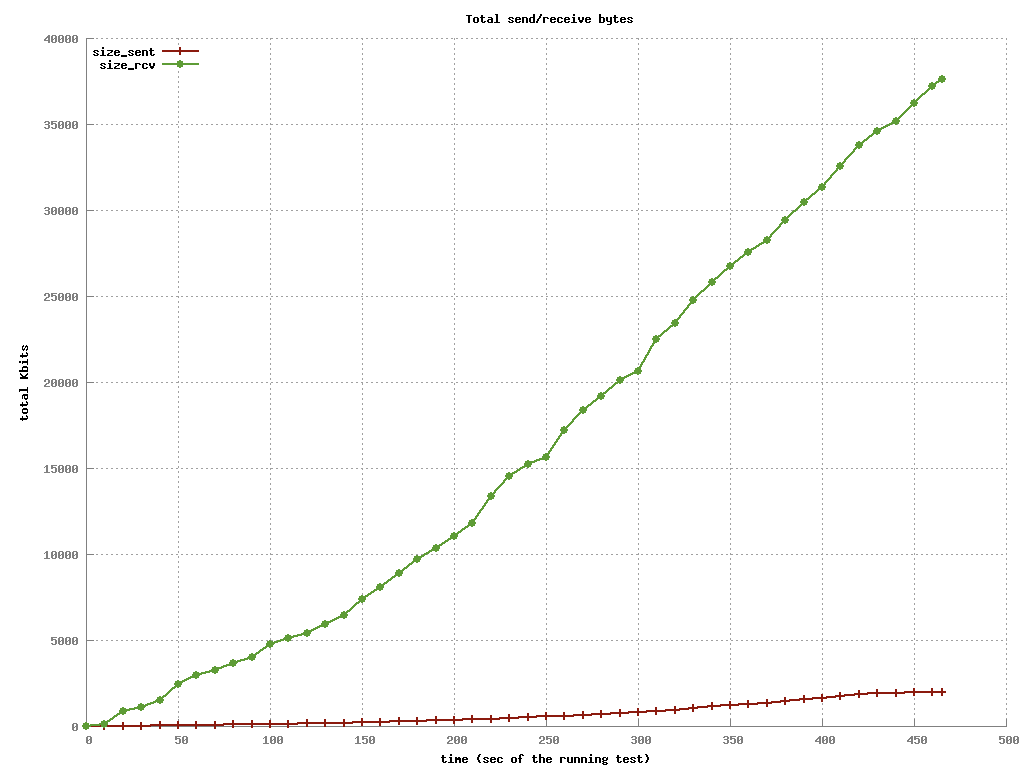 Total send/receive bytes
40000
size_sent
size_rcv
35000
30000
25000
total Kbits
20000
15000
10000
5000
0
0 50 100 150 200 250 300 350 400 450 500
time (sec of the running test)